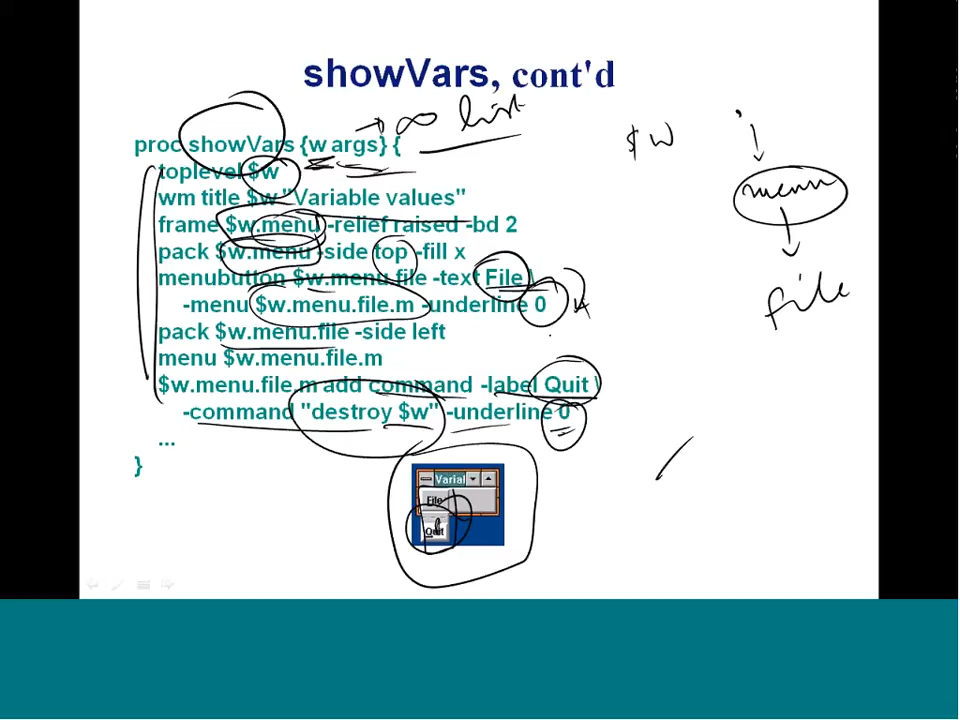 showVars, cont'd
→ ∞ list
$w
proc showVars {w args} {
toplevel $w
menu
wm title $w "Variable values"
frame $w.menu -relief raised -bd 2
pack $w.menu -side top -fill x
menubutton $w.menu.file -text File \
file
-menu $w.menu.file.m -underline 0
pack $w.menu.file -side left
menu $w.menu.file.m
$w.menu.file.m add command -label Quit \
-command "destroy $w" -underline 0
...
}
Varial
File
Quit